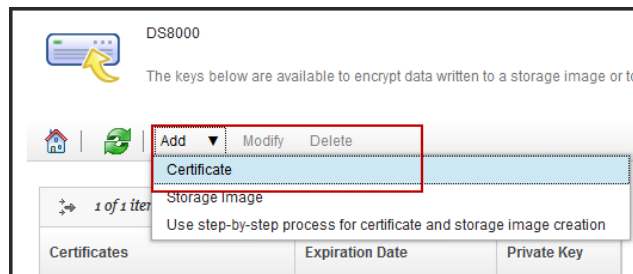 DS8000
The keys below are available to encrypt data written to a storage image or to
Add ▼ Modify Delete
Certificate
Storage Image
1 of 1 item
Use step-by-step process for certificate and storage image creation
Certificates Expiration Date Private Key